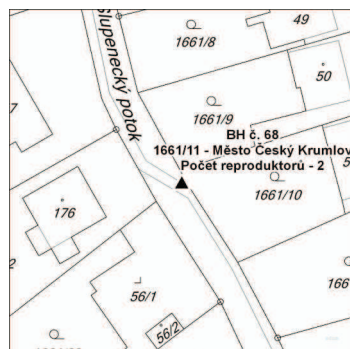 49
1661/8
Slupenecký potok
50
1661/9
BH č. 68
1661/11 - Město Český Krumlov
Počet reproduktorů - 2
1661/10
176
56/1
56/2